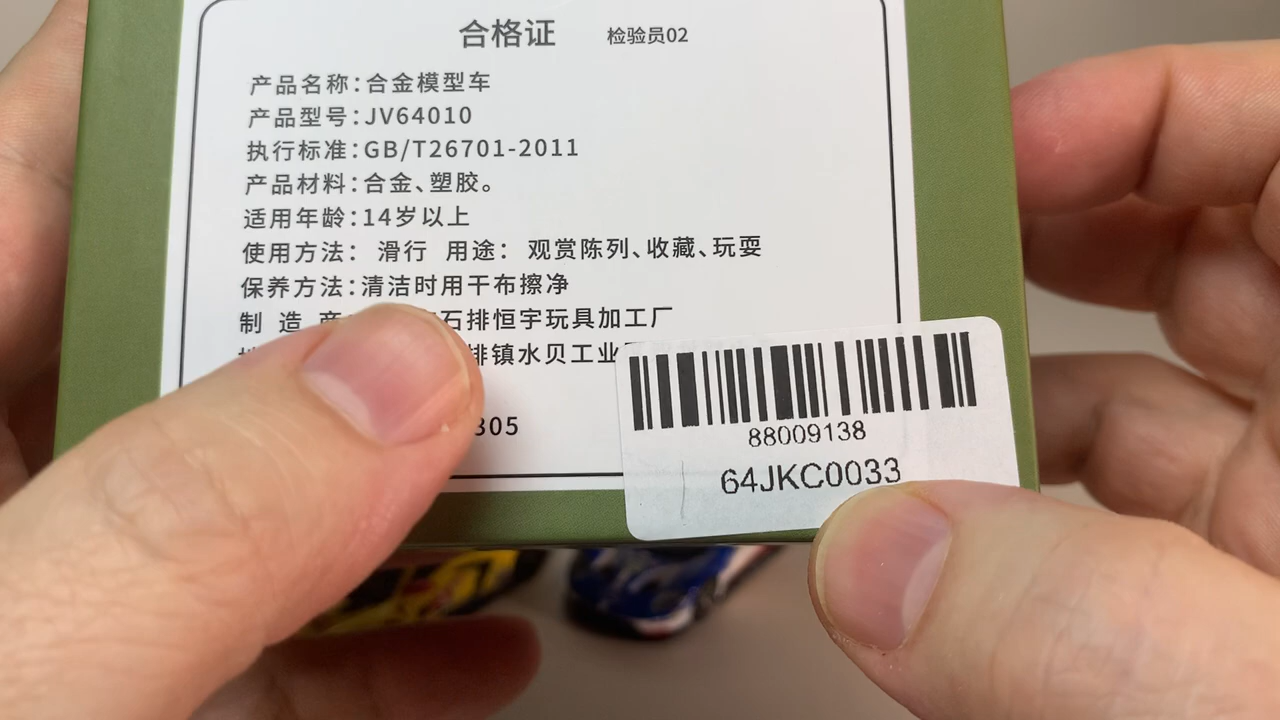 合格证 检验员02
产品名称:合金模型车
产品型号:JV64010
执行标准:GB/T26701-2011
产品材料:合金、塑胶。
适用年龄:14岁以上
使用方法: 滑行 用途: 观赏陈列、收藏、玩耍
保养方法:清洁时用干布擦净
制 造 商 石排恒宇玩具加工厂
排镇水贝工业
305
88009138
64JKC0033